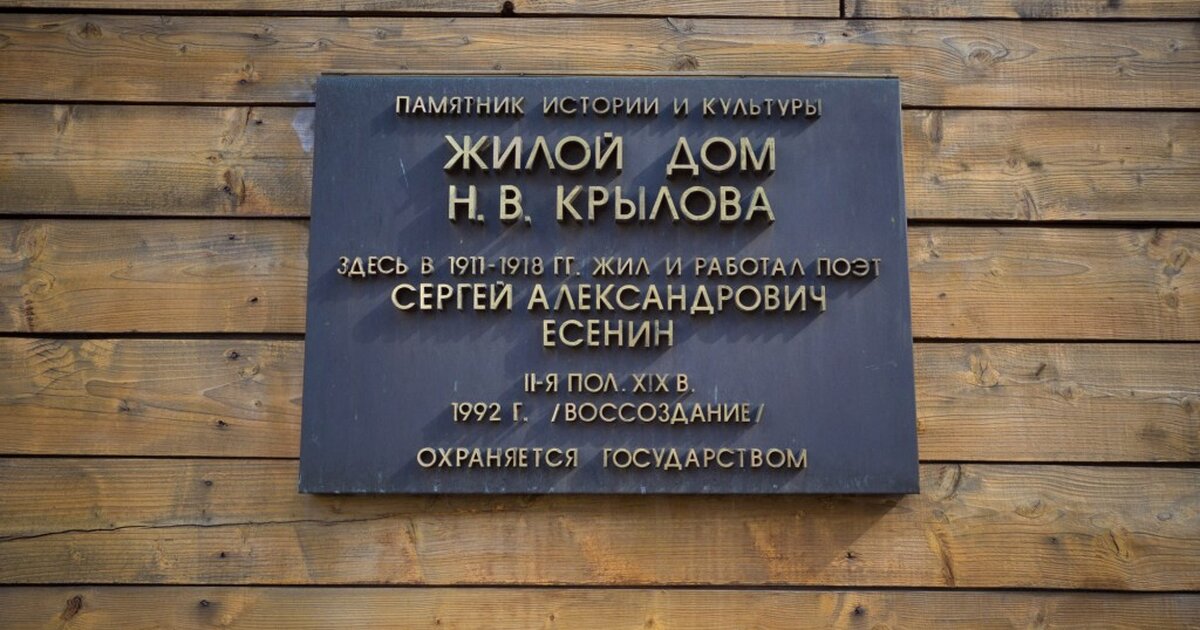 ПАМЯТНИК ИСТОРИИ И КУЛЬТУРЫ
ЖИЛОЙ ДОМ
Н. В. КРЫЛОВА
ЗДЕСЬ В 1911-1918 ГГ. ЖИЛ И РАБОТАЛ ПОЭТ
СЕРГЕЙ АЛЕКСАНДРОВИЧ
ЕСЕНИН
II-Я ПОЛ. XIX В.
1992 Г. /ВОССОЗДАНИЕ/
ОХРАНЯЕТСЯ ГОСУДАРСТВОМ